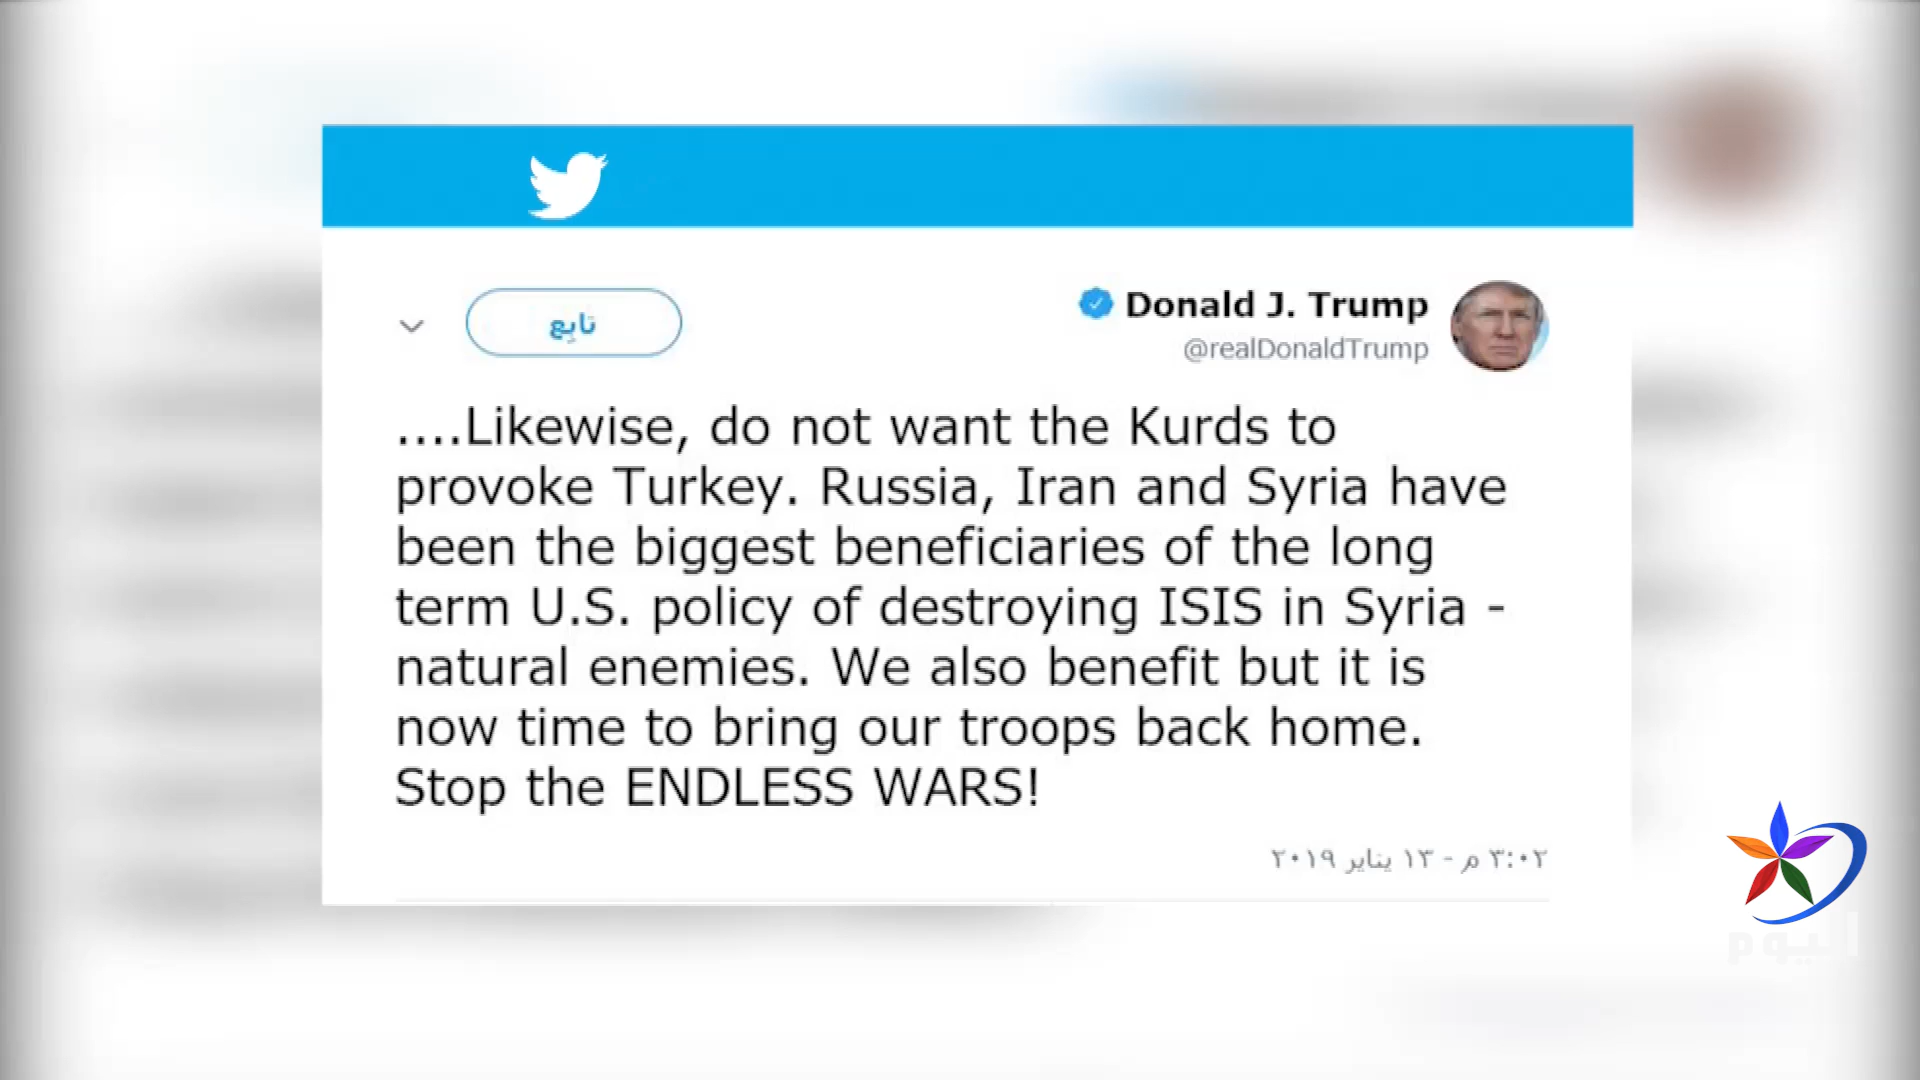 تابِع
Donald J. Trump
@realDonaldTrump
....Likewise, do not want the Kurds to
provoke Turkey. Russia, Iran and Syria have
been the biggest beneficiaries of the long
term U.S. policy of destroying ISIS in Syria -
natural enemies. We also benefit but it is
now time to bring our troops back home.
Stop the ENDLESS WARS!
٣:٠٢ م - ١٣ يناير ٢٠١٩
اليوم